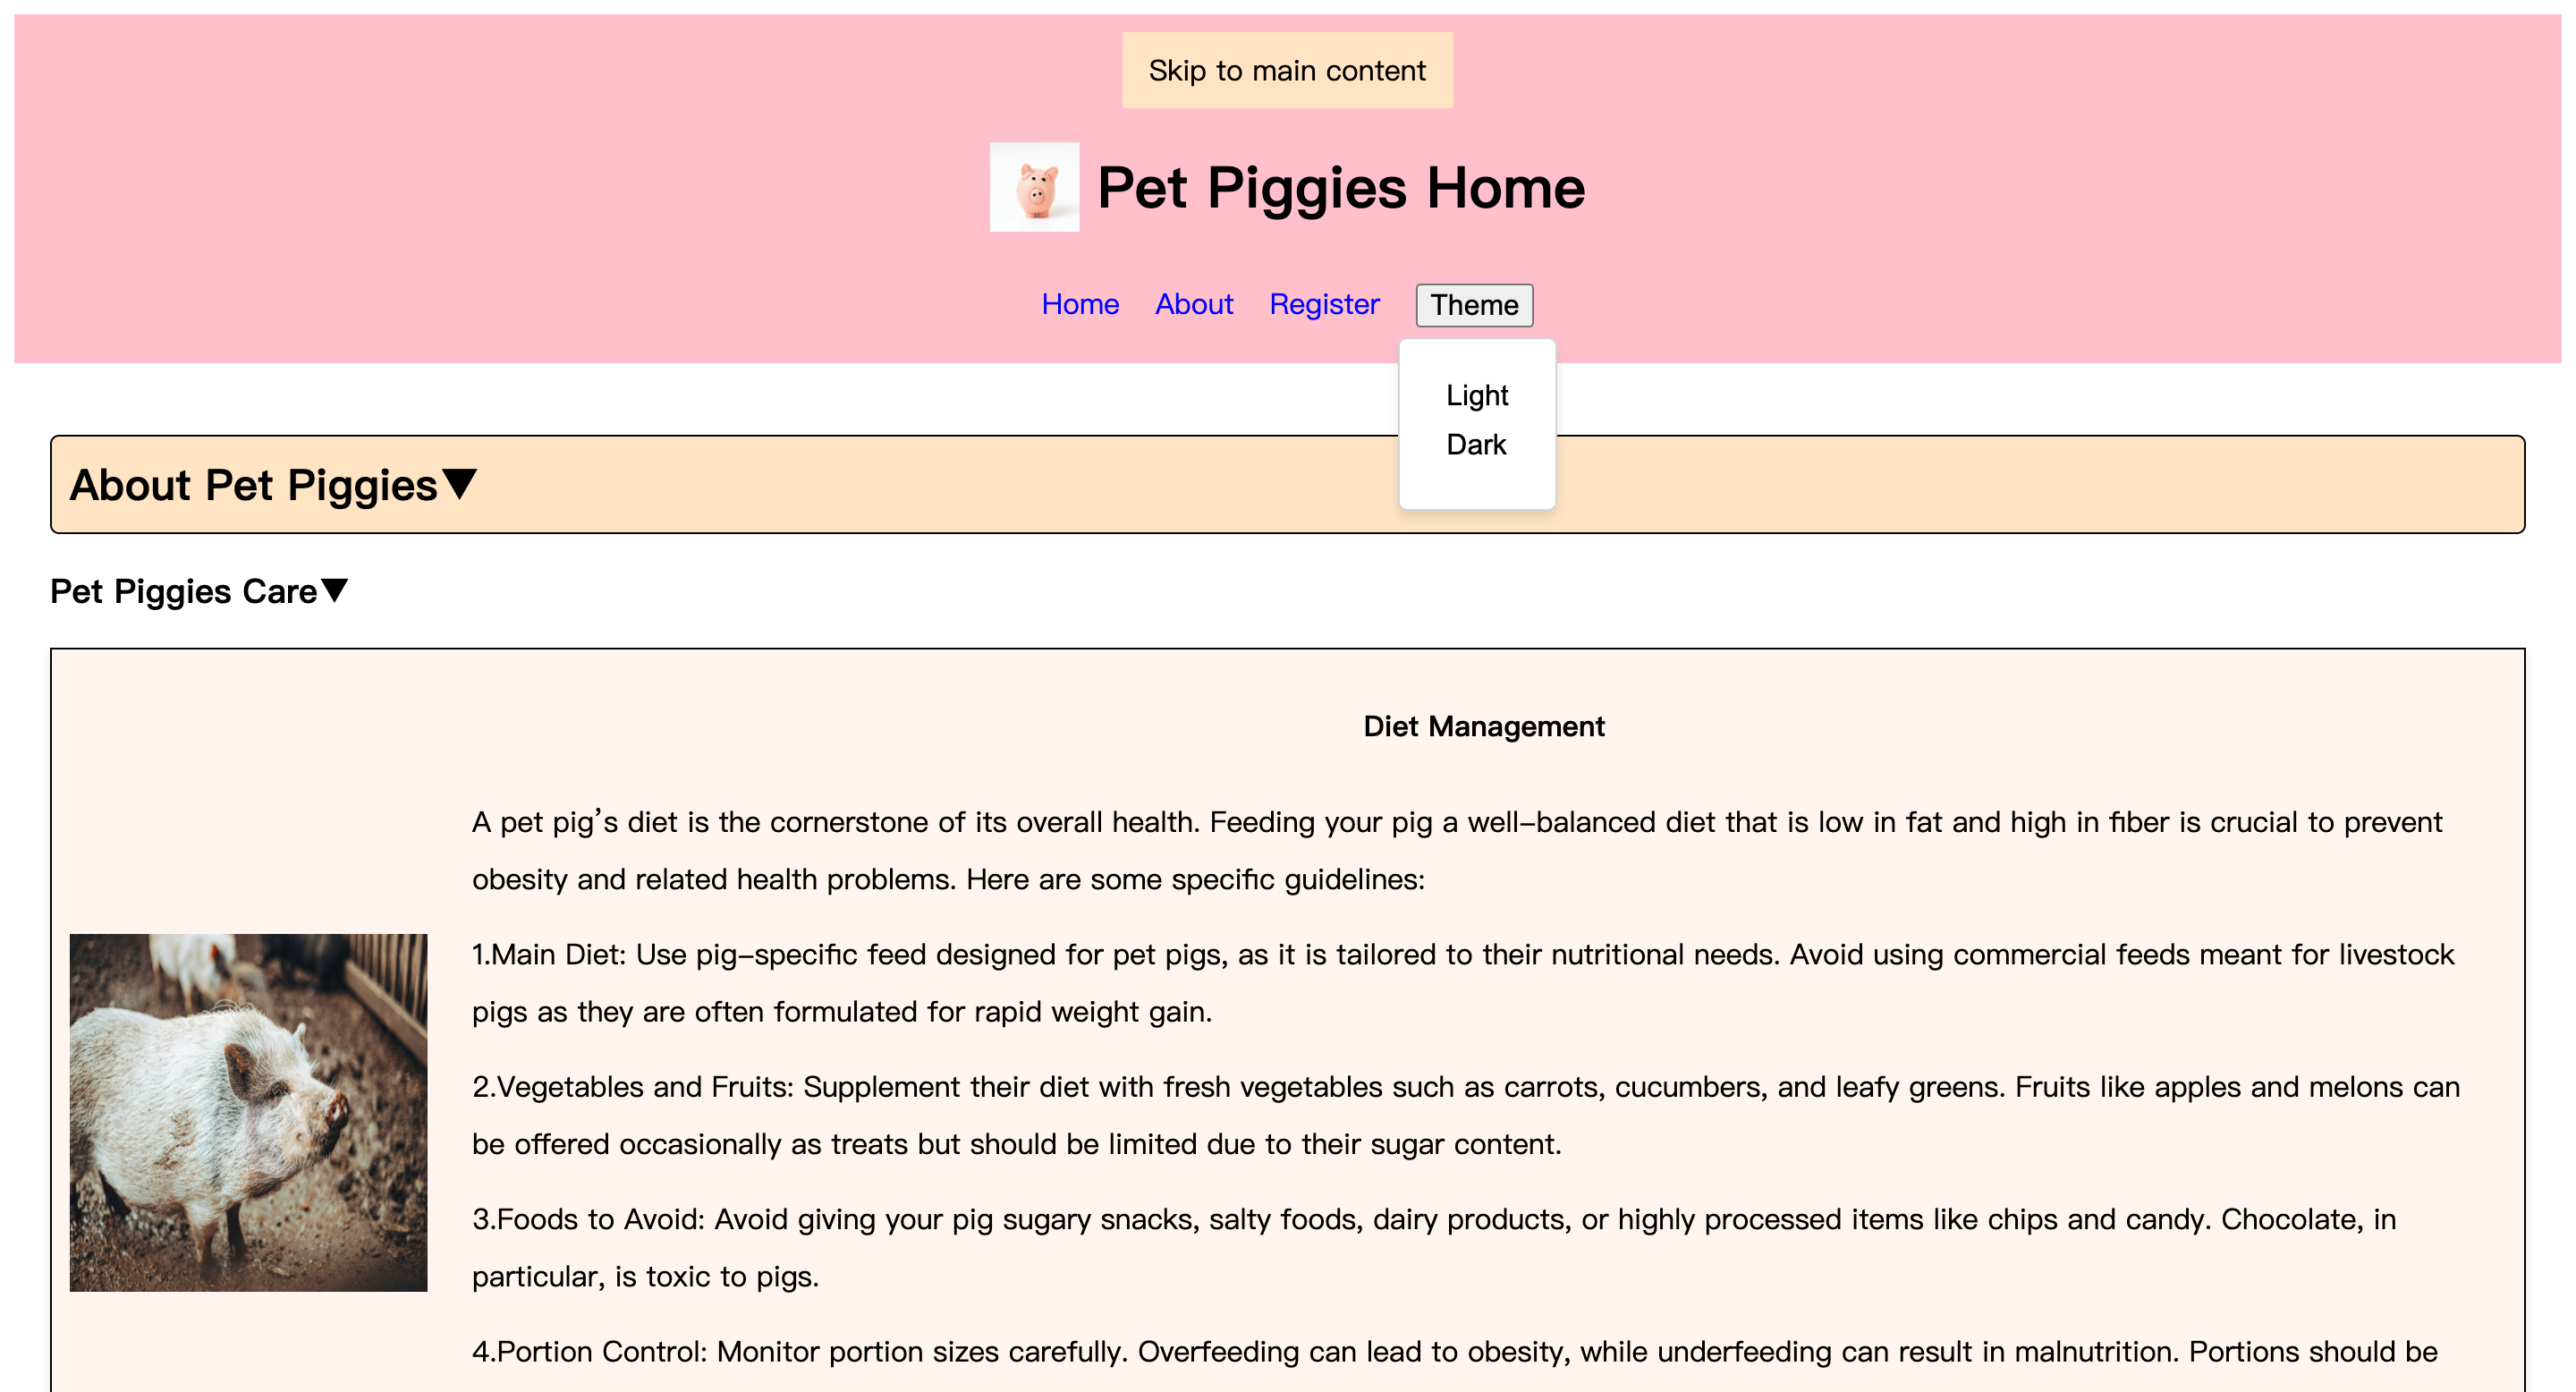 Skip to main content
Pet Piggies Home
Home About Register Theme
Light
Dark
About Pet Piggies▼
Pet Piggies Care▼
Diet Management
A pet pig’s diet is the cornerstone of its overall health. Feeding your pig a well-balanced diet that is low in fat and high in fiber is crucial to prevent
obesity and related health problems. Here are some specific guidelines:
1.Main Diet: Use pig-specific feed designed for pet pigs, as it is tailored to their nutritional needs. Avoid using commercial feeds meant for livestock
pigs as they are often formulated for rapid weight gain.
2.Vegetables and Fruits: Supplement their diet with fresh vegetables such as carrots, cucumbers, and leafy greens. Fruits like apples and melons can
be offered occasionally as treats but should be limited due to their sugar content.
3.Foods to Avoid: Avoid giving your pig sugary snacks, salty foods, dairy products, or highly processed items like chips and candy. Chocolate, in
particular, is toxic to pigs.
4.Portion Control: Monitor portion sizes carefully. Overfeeding can lead to obesity, while underfeeding can result in malnutrition. Portions should be